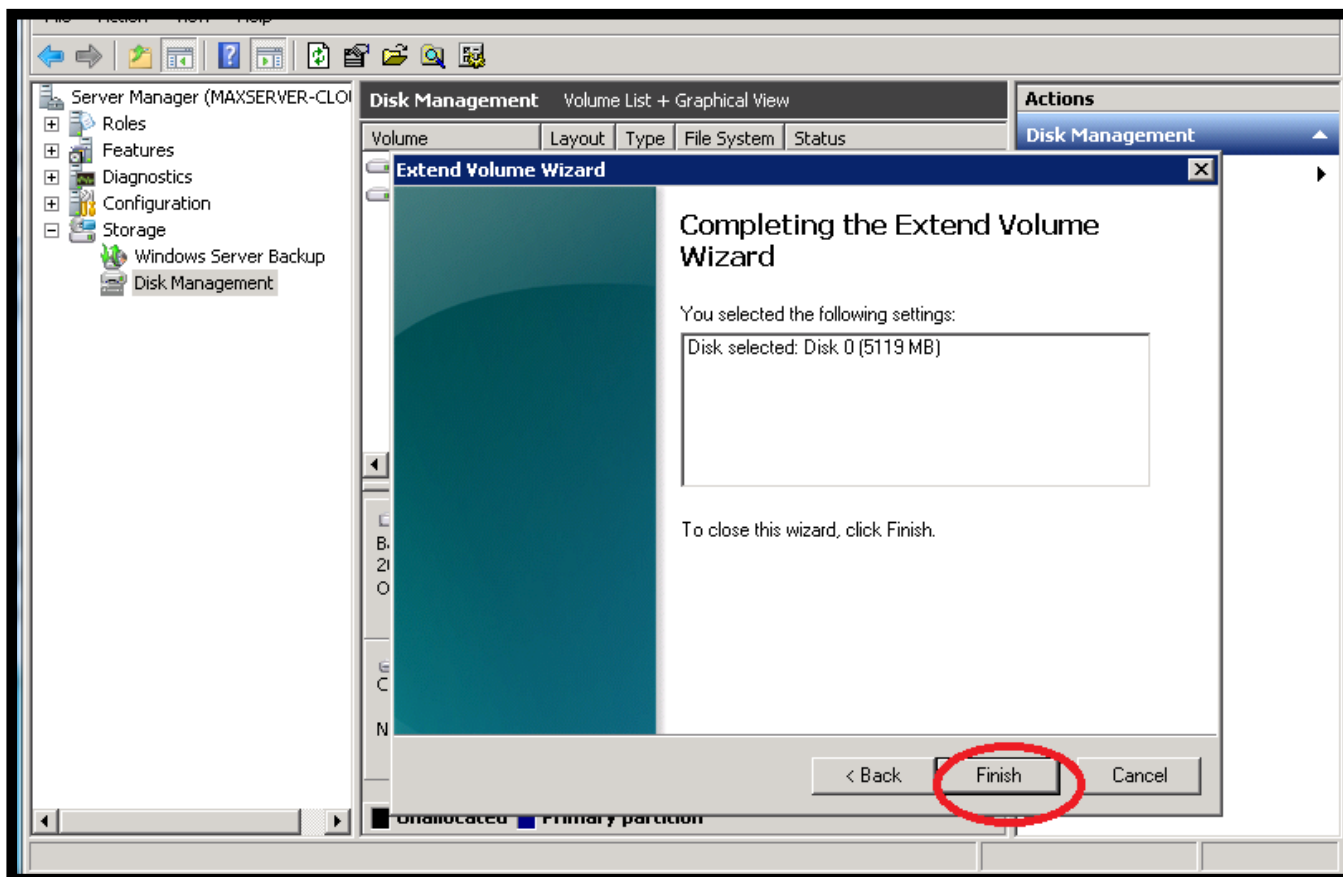 Server Manager (MAXSERVER-CLO
Roles
Features
Diagnostics
Configuration
Storage
Windows Server Backup
Disk Management
Disk Management Volume List + Graphical View
Volume Layout Type File System Status
Actions
Disk Management
Extend Volume Wizard
Completing the Extend Volume
Wizard
You selected the following settings:
Disk selected: Disk 0 (5119 MB)
To close this wizard, click Finish.
< Back Finish Cancel
Unallocated Primary partition